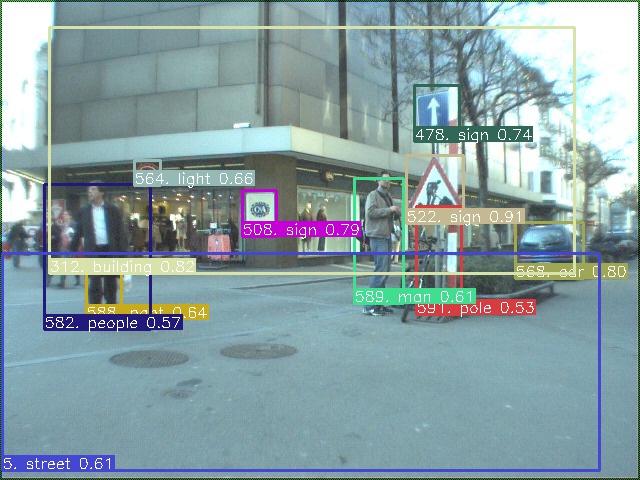 478. sign 0.74
564. light 0.66
522. sign 0.91
C&A
508. sign 0.79
312. building 0.82
568. car 0.80
589. man 0.61
591. pole 0.53
582. people 0.57
5. street 0.61